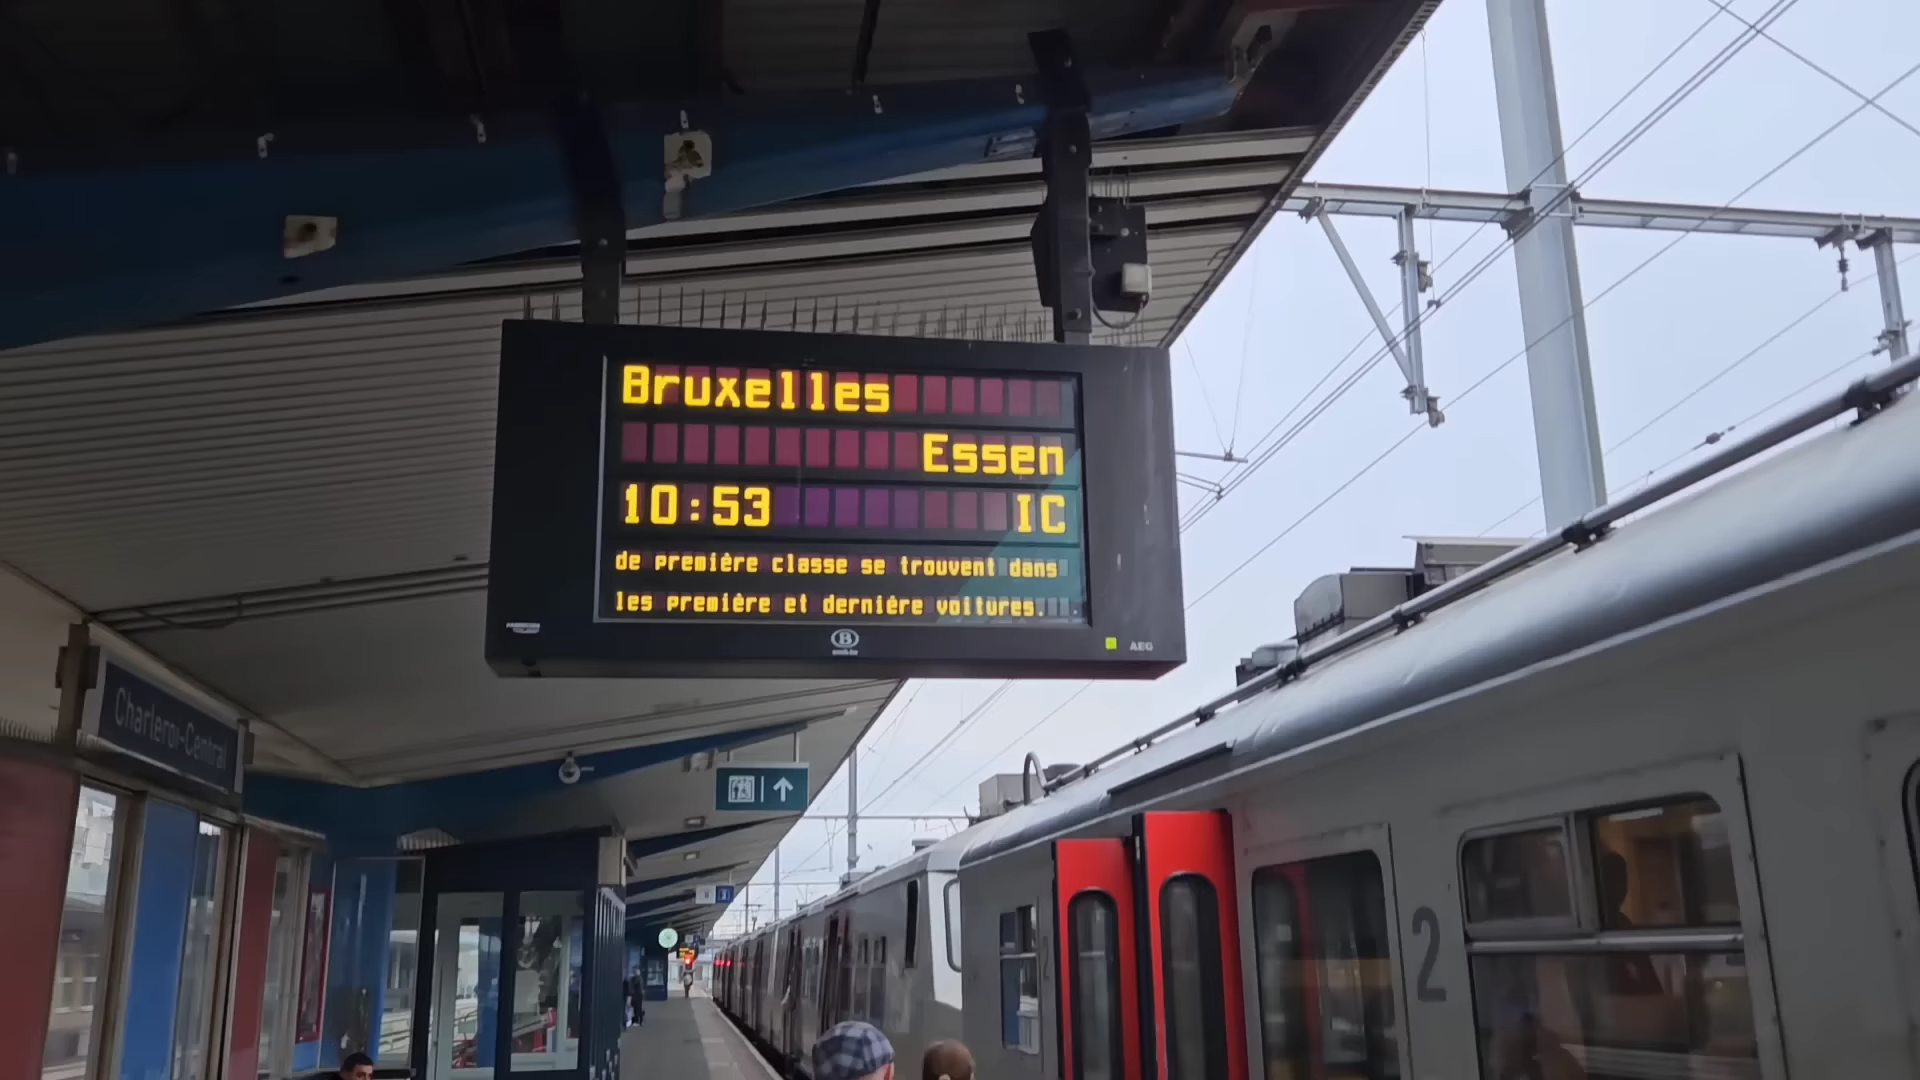 Bruxelles
Essen
10:53 IC
de première classe se trouvent dans
les première et dernière voitures.
B
AEG
Charleroi-Central
2